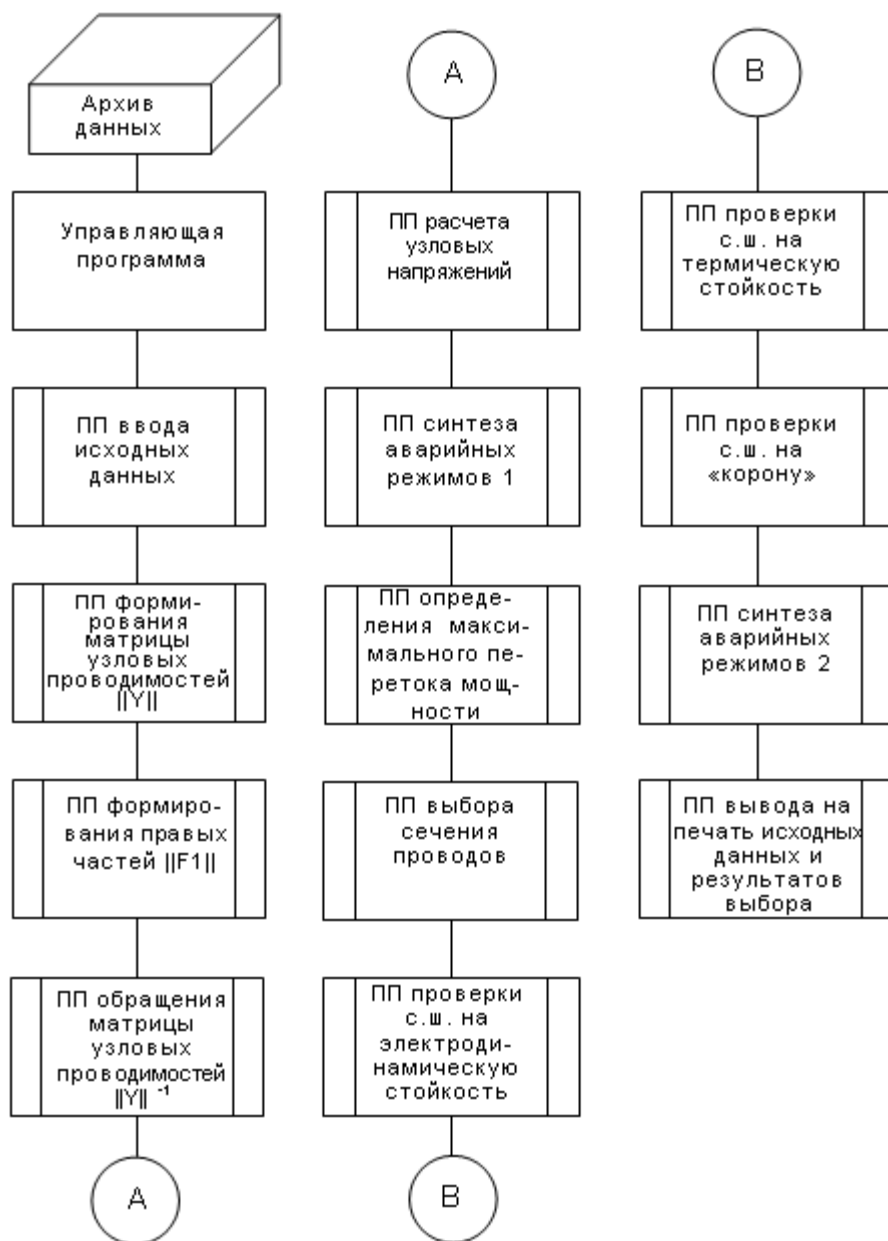 Архив
данных
Управляющая
программа
ПП ввода
исходных
данных
ПП форми-
рования
матрицы
узловых
проводимостей
||Y||
ПП формиро-
вания правых
частей ||F1||
ПП обращения
матрицы
узловых
проводимостей
||Y|| -1
A
A
ПП расчета
узловых
напряжений
ПП синтеза
аварийных
режимов 1
ПП опреде-
ления макси-
мального пе-
ретока мощ-
ности
ПП выбора
сечения
проводов
ПП проверки
с.ш. на
электроди-
намическую
стойкость
B
B
ПП проверки
с.ш. на
термическую
стойкость
ПП проверки
с.ш. на
«корону»
ПП синтеза
аварийных
режимов 2
ПП вывода на
печать исходных
данных и
результатов
выбора